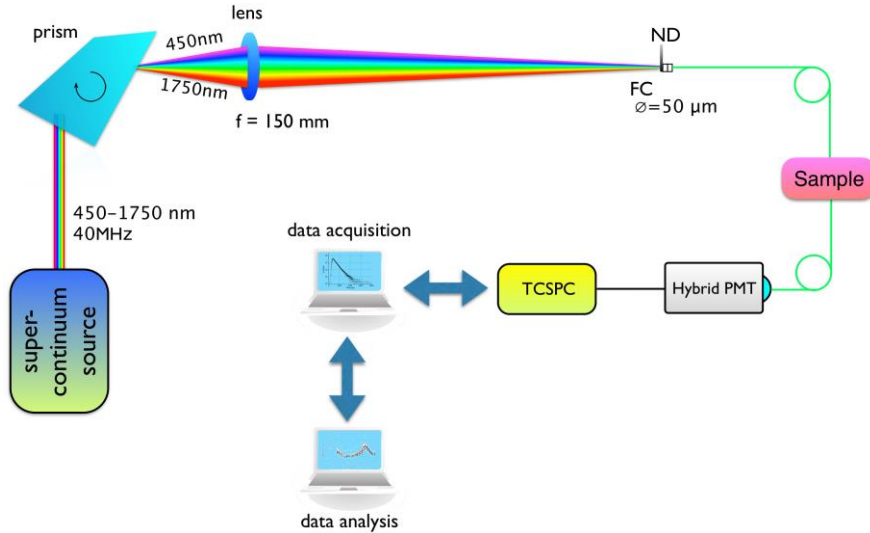 prism
lens
450nm
1750nm
f = 150 mm
ND
FC
⌀=50 μm
Sample
450–1750 nm
40MHz
super-
continuum
source
data acquisition
TCSPC
Hybrid PMT
data analysis